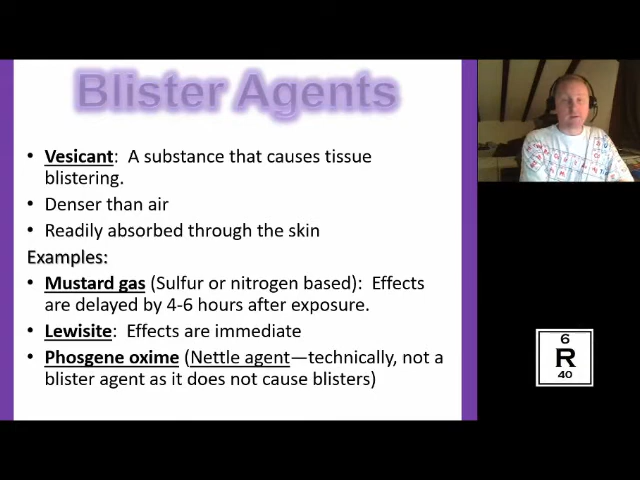 Blister Agents
• Vesicant: A substance that causes tissue
blistering.
• Denser than air
• Readily absorbed through the skin
Examples:
• Mustard gas (Sulfur or nitrogen based): Effects
are delayed by 4-6 hours after exposure.
• Lewisite: Effects are immediate
• Phosgene oxime (Nettle agent—technically, not a
blister agent as it does not cause blisters)
6
R
40